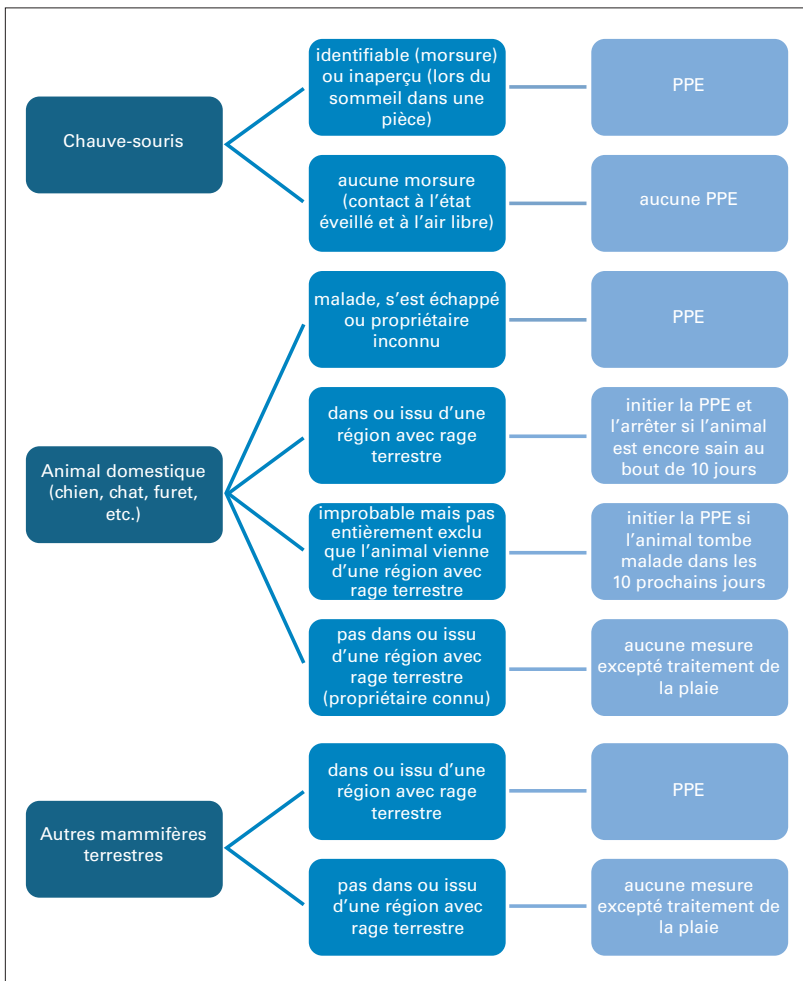 Chauve-souris
identifiable (morsure)
ou inaperçu (lors du
sommeil dans une
pièce)
PPE
aucune morsure
(contact à l'état
éveillé et à l'air libre)
aucune PPE
Animal domestique
(chien, chat, furet,
etc.)
malade, s'est échappé
ou propriétaire
inconnu
PPE
dans ou issu d'une
région avec rage
terrestre
initier la PPE et
l'arrêter si l'animal
est encore sain au
bout de 10 jours
improbable mais pas
entièrement exclu
que l'animal vienne
d'une région avec
rage terrestre
initier la PPE si
l'animal tombe
malade dans les
10 prochains jours
pas dans ou issu
d'une région avec
rage terrestre
(propriétaire connu)
aucune mesure
excepté traitement de
la plaie
Autres mammifères
terrestres
dans ou issu d'une
région avec rage
terrestre
PPE
pas dans ou issu
d'une région avec
rage terrestre
aucune mesure
excepté traitement de
la plaie